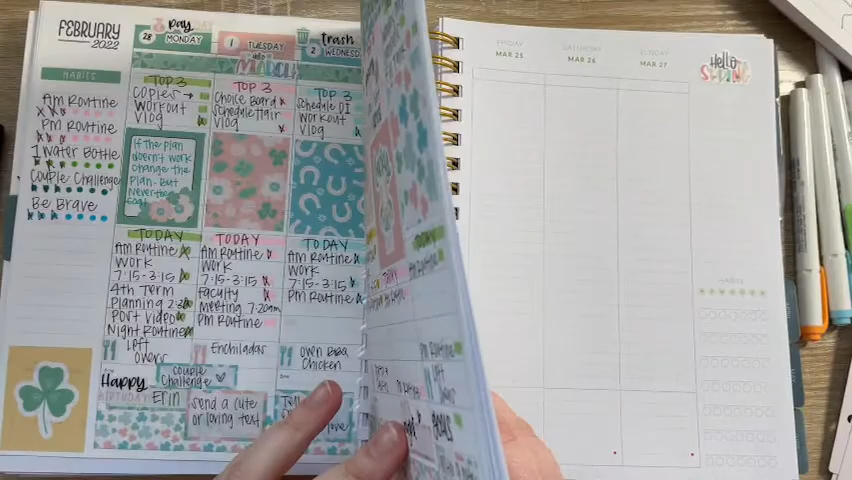 FEBRUARY
2022
HABITS
Am Routine
Pm Routine
1 Water Bottle
Couple Challenge
Be Brave
payday
28 MONDAY
TOP 3
copies →
workout
vlog
If the plan
doesn't work
change the
plan-but
never the
goal
TODAY
Am Routine
WORK
7:15-3:15
4th Term
Planning
Post Video
Night Routine
Left
overs
Happy
BIRTHDAY
Erin
1 TUESDAY
Hello
MARCH
TOP 3
Choice Board
Schedule Hair
vlog
TODAY
Am Routine
WORK
7:15-3:15
faculty
meeting 7:20am
PM Routine
Enchiladas
couple
challenge
send a cute
or loving text
trash
2
TOP 3
Schedule DI
workout
vlog
TODAY
Am Routine
WORK
7:15-3:15
PM Routine
own BBQ
Chicken
FRIDAY
MAR 25
SATURDAY
MAR 26
SUNDAY
MAR 27
Hello
SPRING
HABITS